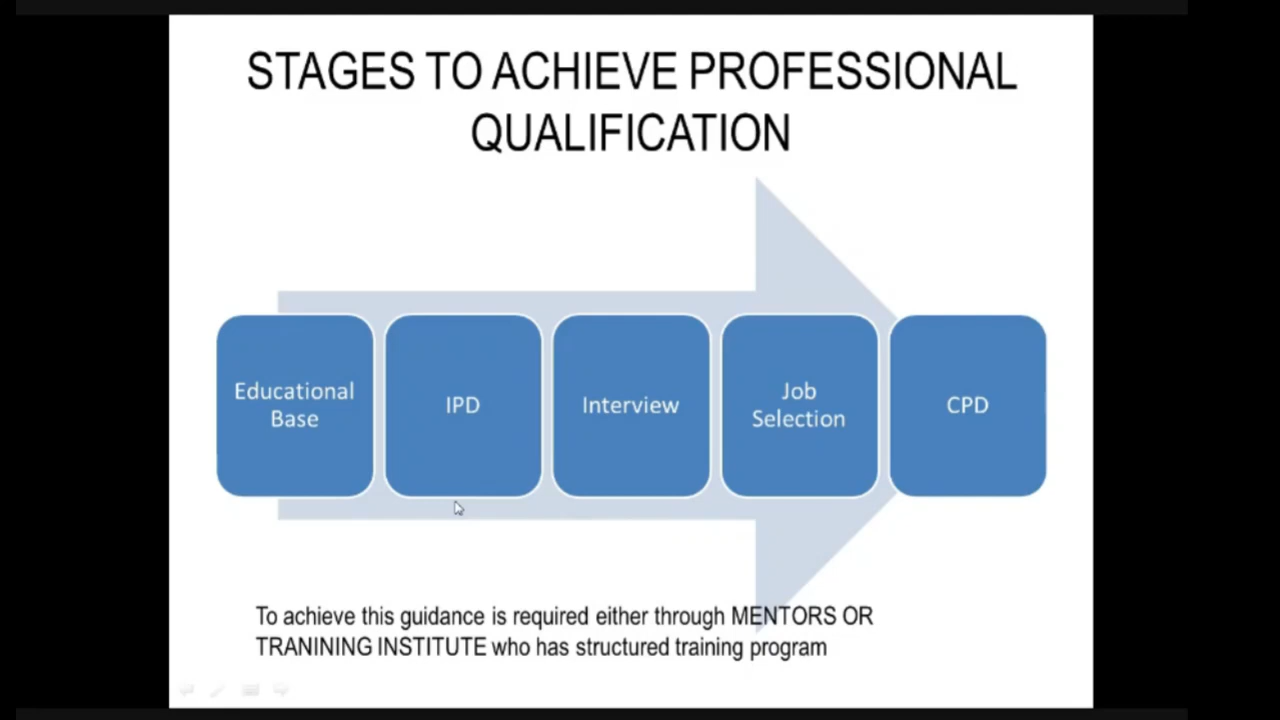 STAGES TO ACHIEVE PROFESSIONAL
QUALIFICATION
Educational
Base
IPD
Interview
Job
Selection
CPD
To achieve this guidance is required either through MENTORS OR
TRANINING INSTITUTE who has structured training program